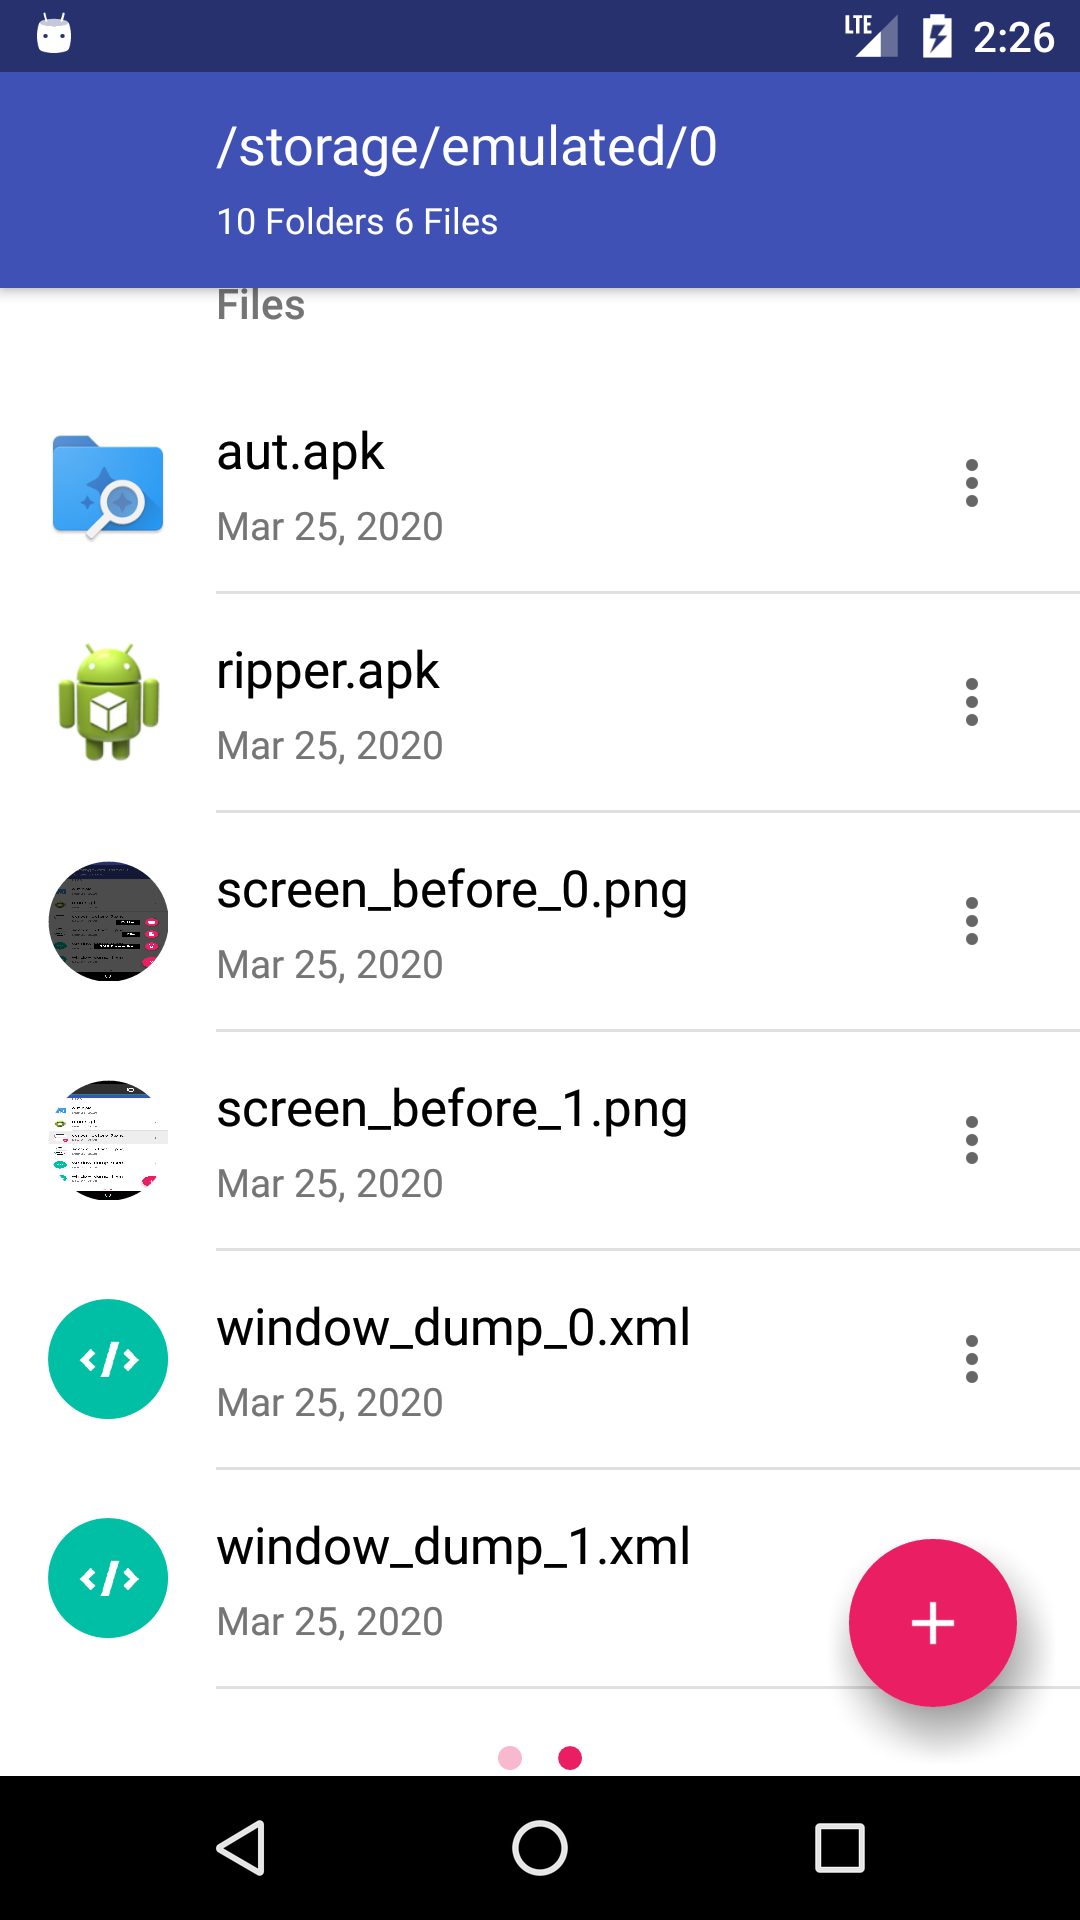 LTE 2:26
/storage/emulated/0
10 Folders 6 Files
Files
aut.apk
Mar 25, 2020
ripper.apk
Mar 25, 2020
screen_before_0.png
Mar 25, 2020
screen_before_1.png
Mar 25, 2020
window_dump_0.xml
Mar 25, 2020
window_dump_1.xml
Mar 25, 2020